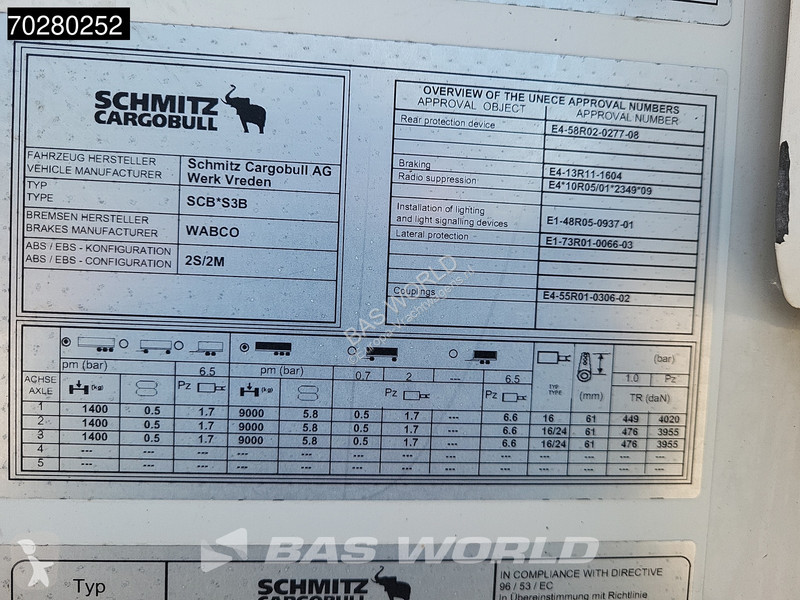 70280252
SCHMITZ
CARGOBULL
FAHRZEUG HERSTELLER
VEHICLE MANUFACTURER
Schmitz Cargobull AG
Werk Vreden
TYP
TYPE
SCB*S3B
BREMSEN HERSTELLER
BRAKES MANUFACTURER
WABCO
ABS / EBS - KONFIGURATION
ABS / EBS - CONFIGURATION
2S/2M
OVERVIEW OF THE UNECE APPROVAL NUMBERS
APPROVAL OBJECT APPROVAL NUMBER
Rear protection device E4-58R02-0277-08
Braking E4-13R11-1604
Radio suppression E4*10R05/01*2349*09
Installation of lighting
and light signalling devices E1-48R05-0937-01
Lateral protection E1-73R01-0066-03
Couplings E4-55R01-0306-02
BAS WORLD
pm (bar) 6.5 pm (bar) 0.7 2 --- 6.5 (bar)
1.0 Pz
ACHSE
AXLE
(kg) Pz (kg) Pz TYP
TYPE (mm) TR (daN)
1 1400 0.5 1.7 9000 5.8 0.5 1.7 --- 6.6 16 61 449 4020
2 1400 0.5 1.7 9000 5.8 0.5 1.7 --- 6.6 16/24 61 476 3955
3 1400 0.5 1.7 9000 5.8 0.5 1.7 --- 6.6 16/24 61 476 3955
4 --- --- --- --- --- --- --- --- --- --- --- --- ---
5 --- --- --- --- --- --- --- --- --- --- --- --- ---
BAS WORLD
Typ
SCHMITZ
CARGOBULL
IN COMPLIANCE WITH DIRECTIVE
96 / 53 / EC
In Übereinstimmung mit Richtlinie